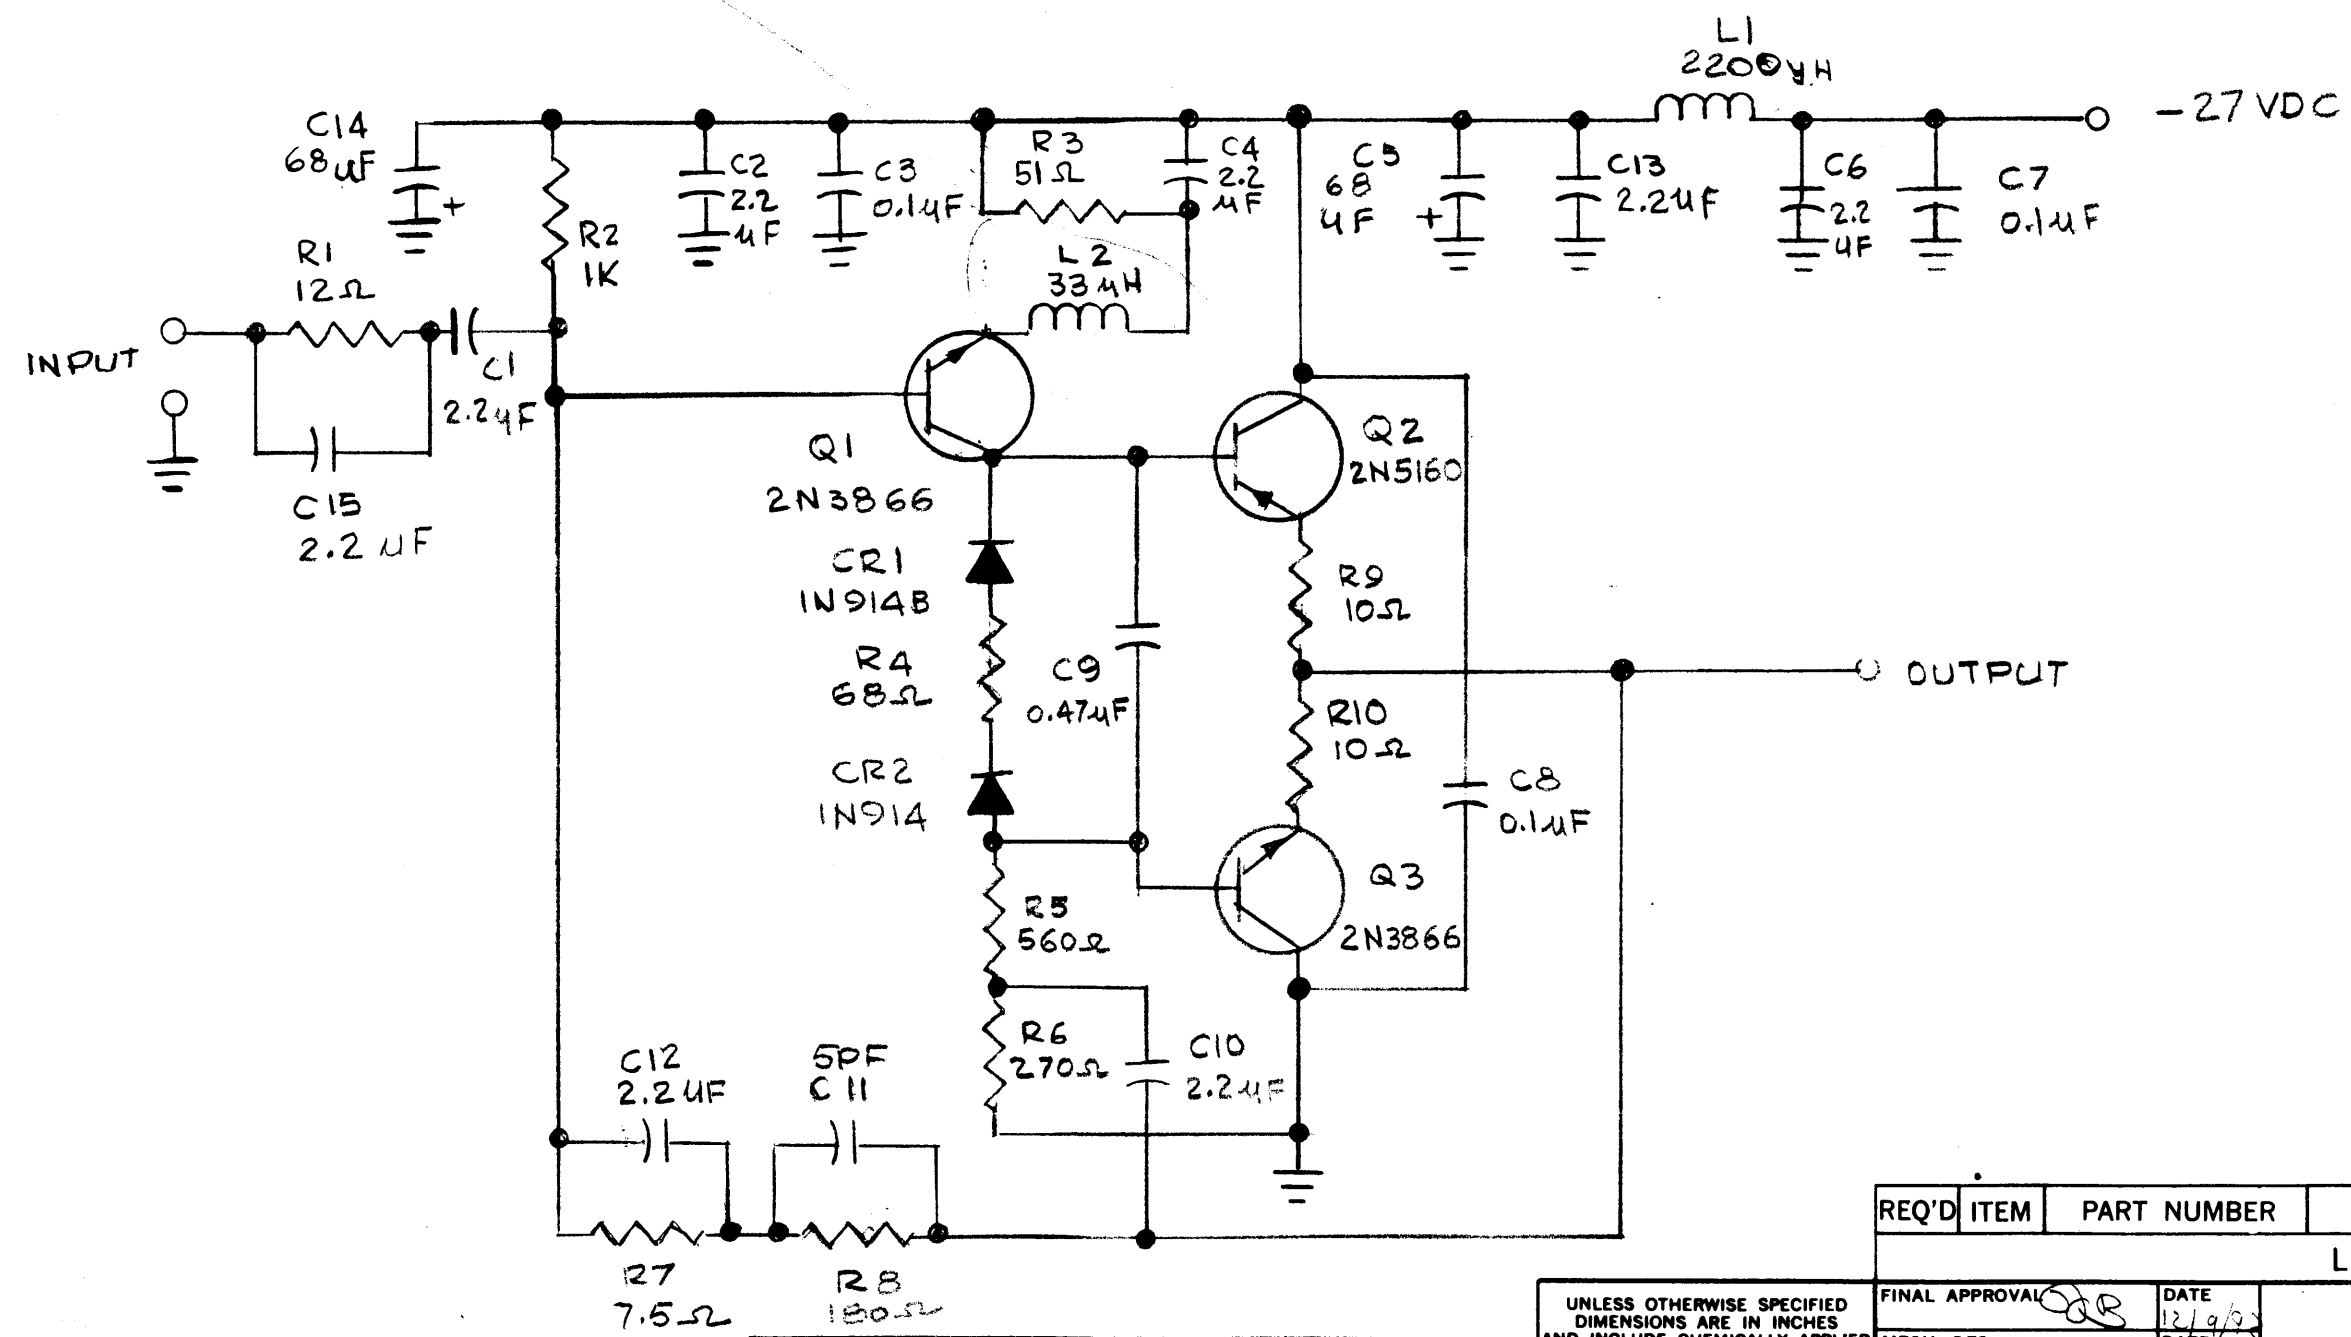 L1
2200µH
-27 VDC
C14
68µF
+
R2
1K
C2
2.2
µF
C3
0.1µF
R3
51Ω
C4
2.2
µF
C5
68
µF
+
C13
2.2µF
C6
2.2
µF
C7
0.1µF
R1
12Ω
L2
33µH
INPUT
C1
2.2µF
C15
2.2µF
Q1
2N3866
Q2
2N5160
CR1
1N914B
R9
10Ω
R4
68Ω
C9
0.47µF
OUTPUT
R10
10Ω
CR2
1N914
C8
0.1µF
Q3
2N3866
R5
560Ω
R6
270Ω
C10
2.2µF
C12
2.2µF
5PF
C11
R7
7.5Ω
R8
180Ω
REQ'D ITEM PART NUMBER
L
UNLESS OTHERWISE SPECIFIED
DIMENSIONS ARE IN INCHES
AND INCLUDE CHEMICALLY APPLIED
FINAL APPROVAL
DATE